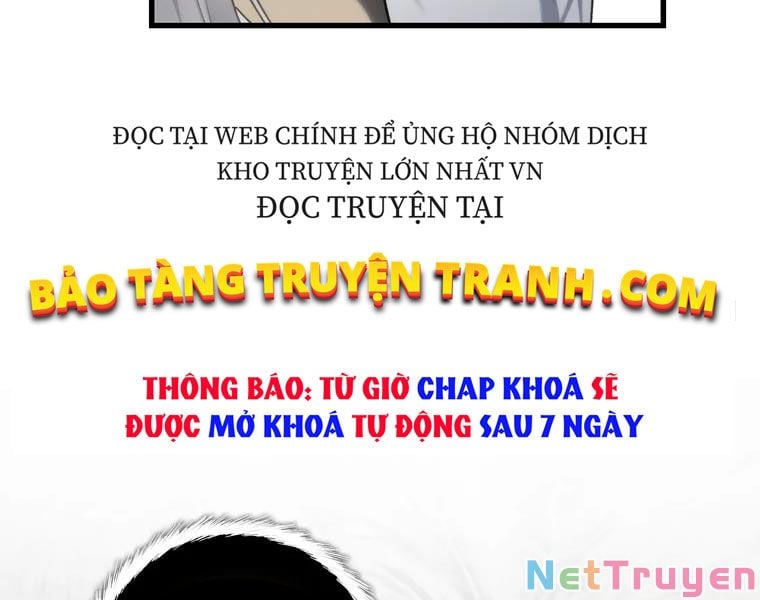 ĐỌC TẠI WEB CHÍNH ĐỂ ỦNG HỘ NHÓM DỊCH
KHO TRUYỆN LỚN NHẤT VN
ĐỌC TRUYỆN TẠI
BẢO TÀNG TRUYỆN TRANH.COM
THÔNG BÁO: TỪ GIỜ CHAP KHOÁ SẼ
ĐƯỢC MỞ KHOÁ TỰ ĐỘNG SAU 7 NGÀY
NetTruyen